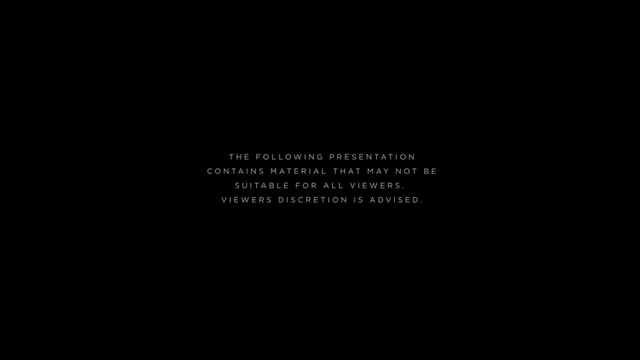 THE FOLLOWING PRESENTATION
CONTAINS MATERIAL THAT MAY NOT BE
SUITABLE FOR ALL VIEWERS.
VIEWERS DISCRETION IS ADVISED.